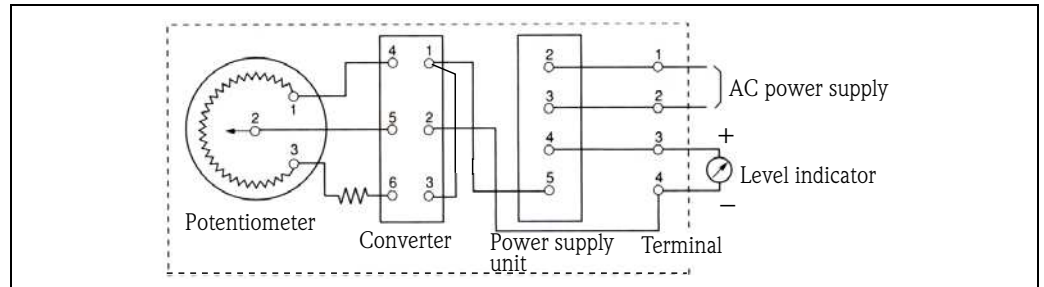 1
2
3
Potentiometer
4 1
5 2
6 3
Converter
2
3
4
5
Power supply
unit
1
2
3
4
Terminal
AC power supply
+
Level indicator
−